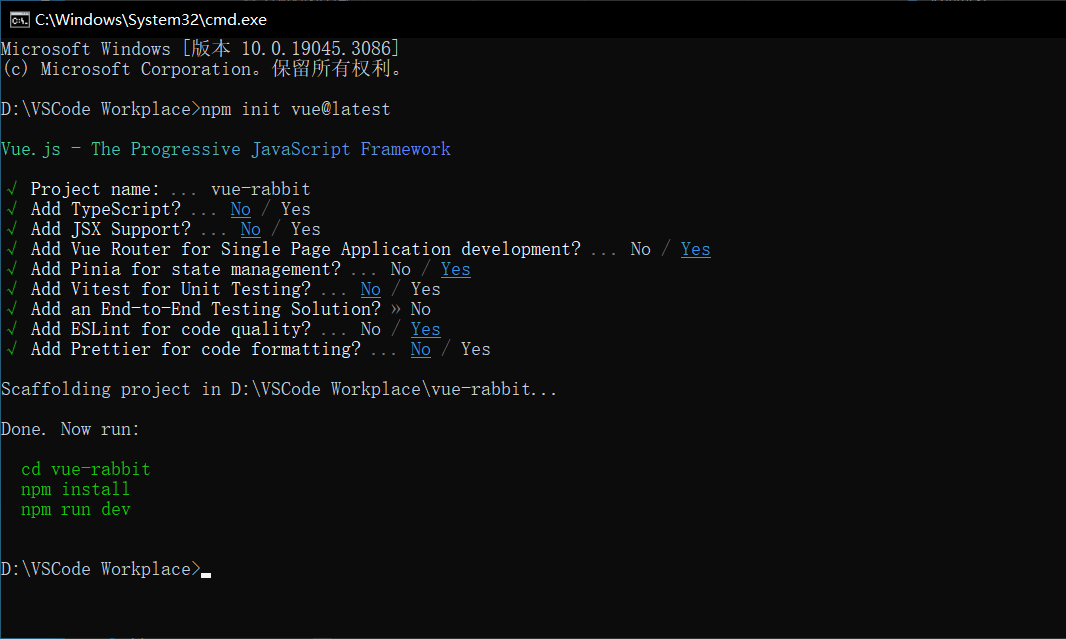 C:\Windows\System32\cmd.exe
Microsoft Windows [版本 10.0.19045.3086]
(c) Microsoft Corporation。保留所有权利。
D:\VSCode Workplace>npm init vue@latest
Vue.js - The Progressive JavaScript Framework
√ Project name: ... vue-rabbit
√ Add TypeScript? ... No / Yes
√ Add JSX Support? ... No / Yes
√ Add Vue Router for Single Page Application development? ... No / Yes
√ Add Pinia for state management? ... No / Yes
√ Add Vitest for Unit Testing? ... No / Yes
√ Add an End-to-End Testing Solution? » No
√ Add ESLint for code quality? ... No / Yes
√ Add Prettier for code formatting? ... No / Yes
Scaffolding project in D:\VSCode Workplace\vue-rabbit...
Done. Now run:
cd vue-rabbit
npm install
npm run dev
D:\VSCode Workplace>